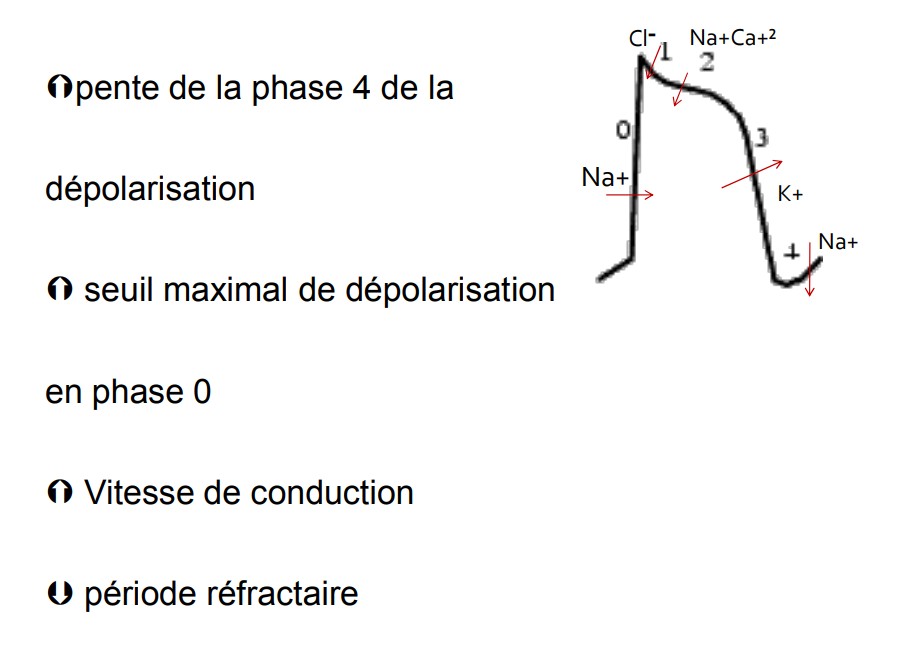 ⮉pente de la phase 4 de la
dépolarisation
⮉ seuil maximal de dépolarisation
en phase 0
⮉ Vitesse de conduction
⮋ période réfractaire
Cl⁻
1
Na+Ca+²
2
0
3
Na+
K+
4
Na+